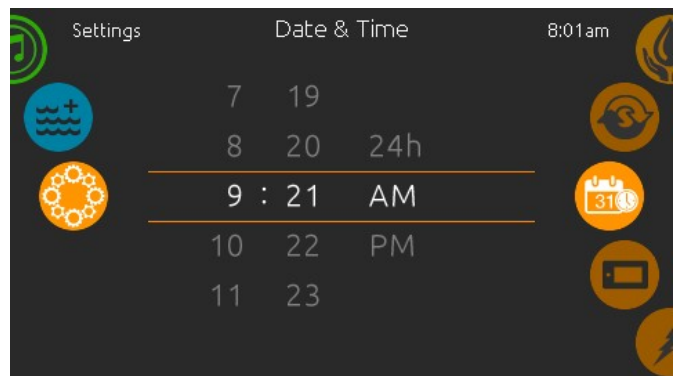 Settings Date & Time 8:01am
7 19
8 20 24h
9 : 21 AM
10 22 PM
11 23
31
S